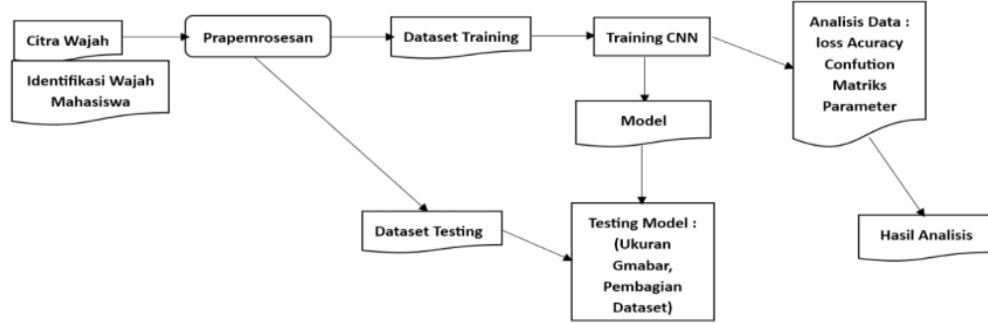 Citra Wajah
Identifikasi Wajah
Mahasiswa
Prapemrosesan
Dataset Training
Training CNN
Analisis Data :
loss Acuracy
Confution
Matriks
Parameter
Model
Dataset Testing
Testing Model :
(Ukuran
Gmabar,
Pembagian
Dataset)
Hasil Analisis